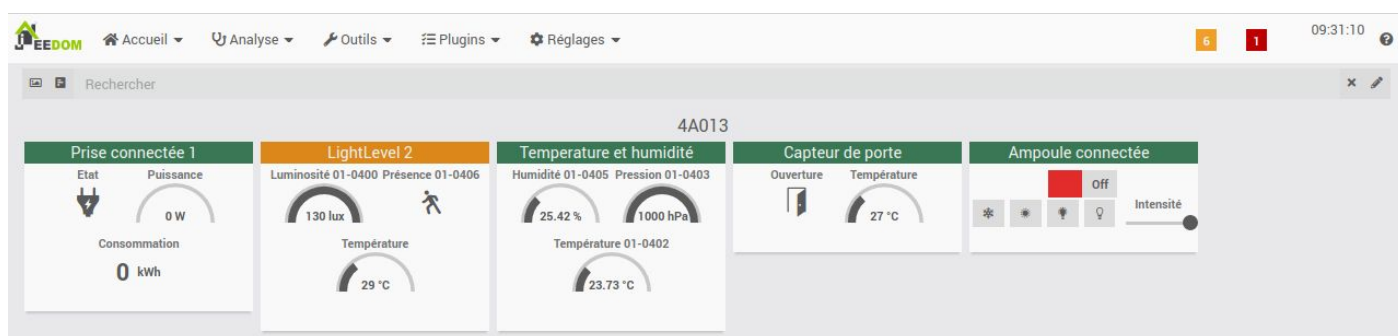 JEEDOM Accueil Analyse Outils Plugins Réglages 6 1 09:31:10
Rechercher
4A013
Prise connectée 1
Etat Puissance
0 W
Consommation
0 kWh
LightLevel 2
Luminosité 01-0400 Présence 01-0406
130 lux
Température
29 °C
Temperature et humidité
Humidité 01-0405 Pression 01-0403
25.42 % 1000 hPa
Température 01-0402
23.73 °C
Capteur de porte
Ouverture Température
27 °C
Ampoule connectée
Off
Intensité